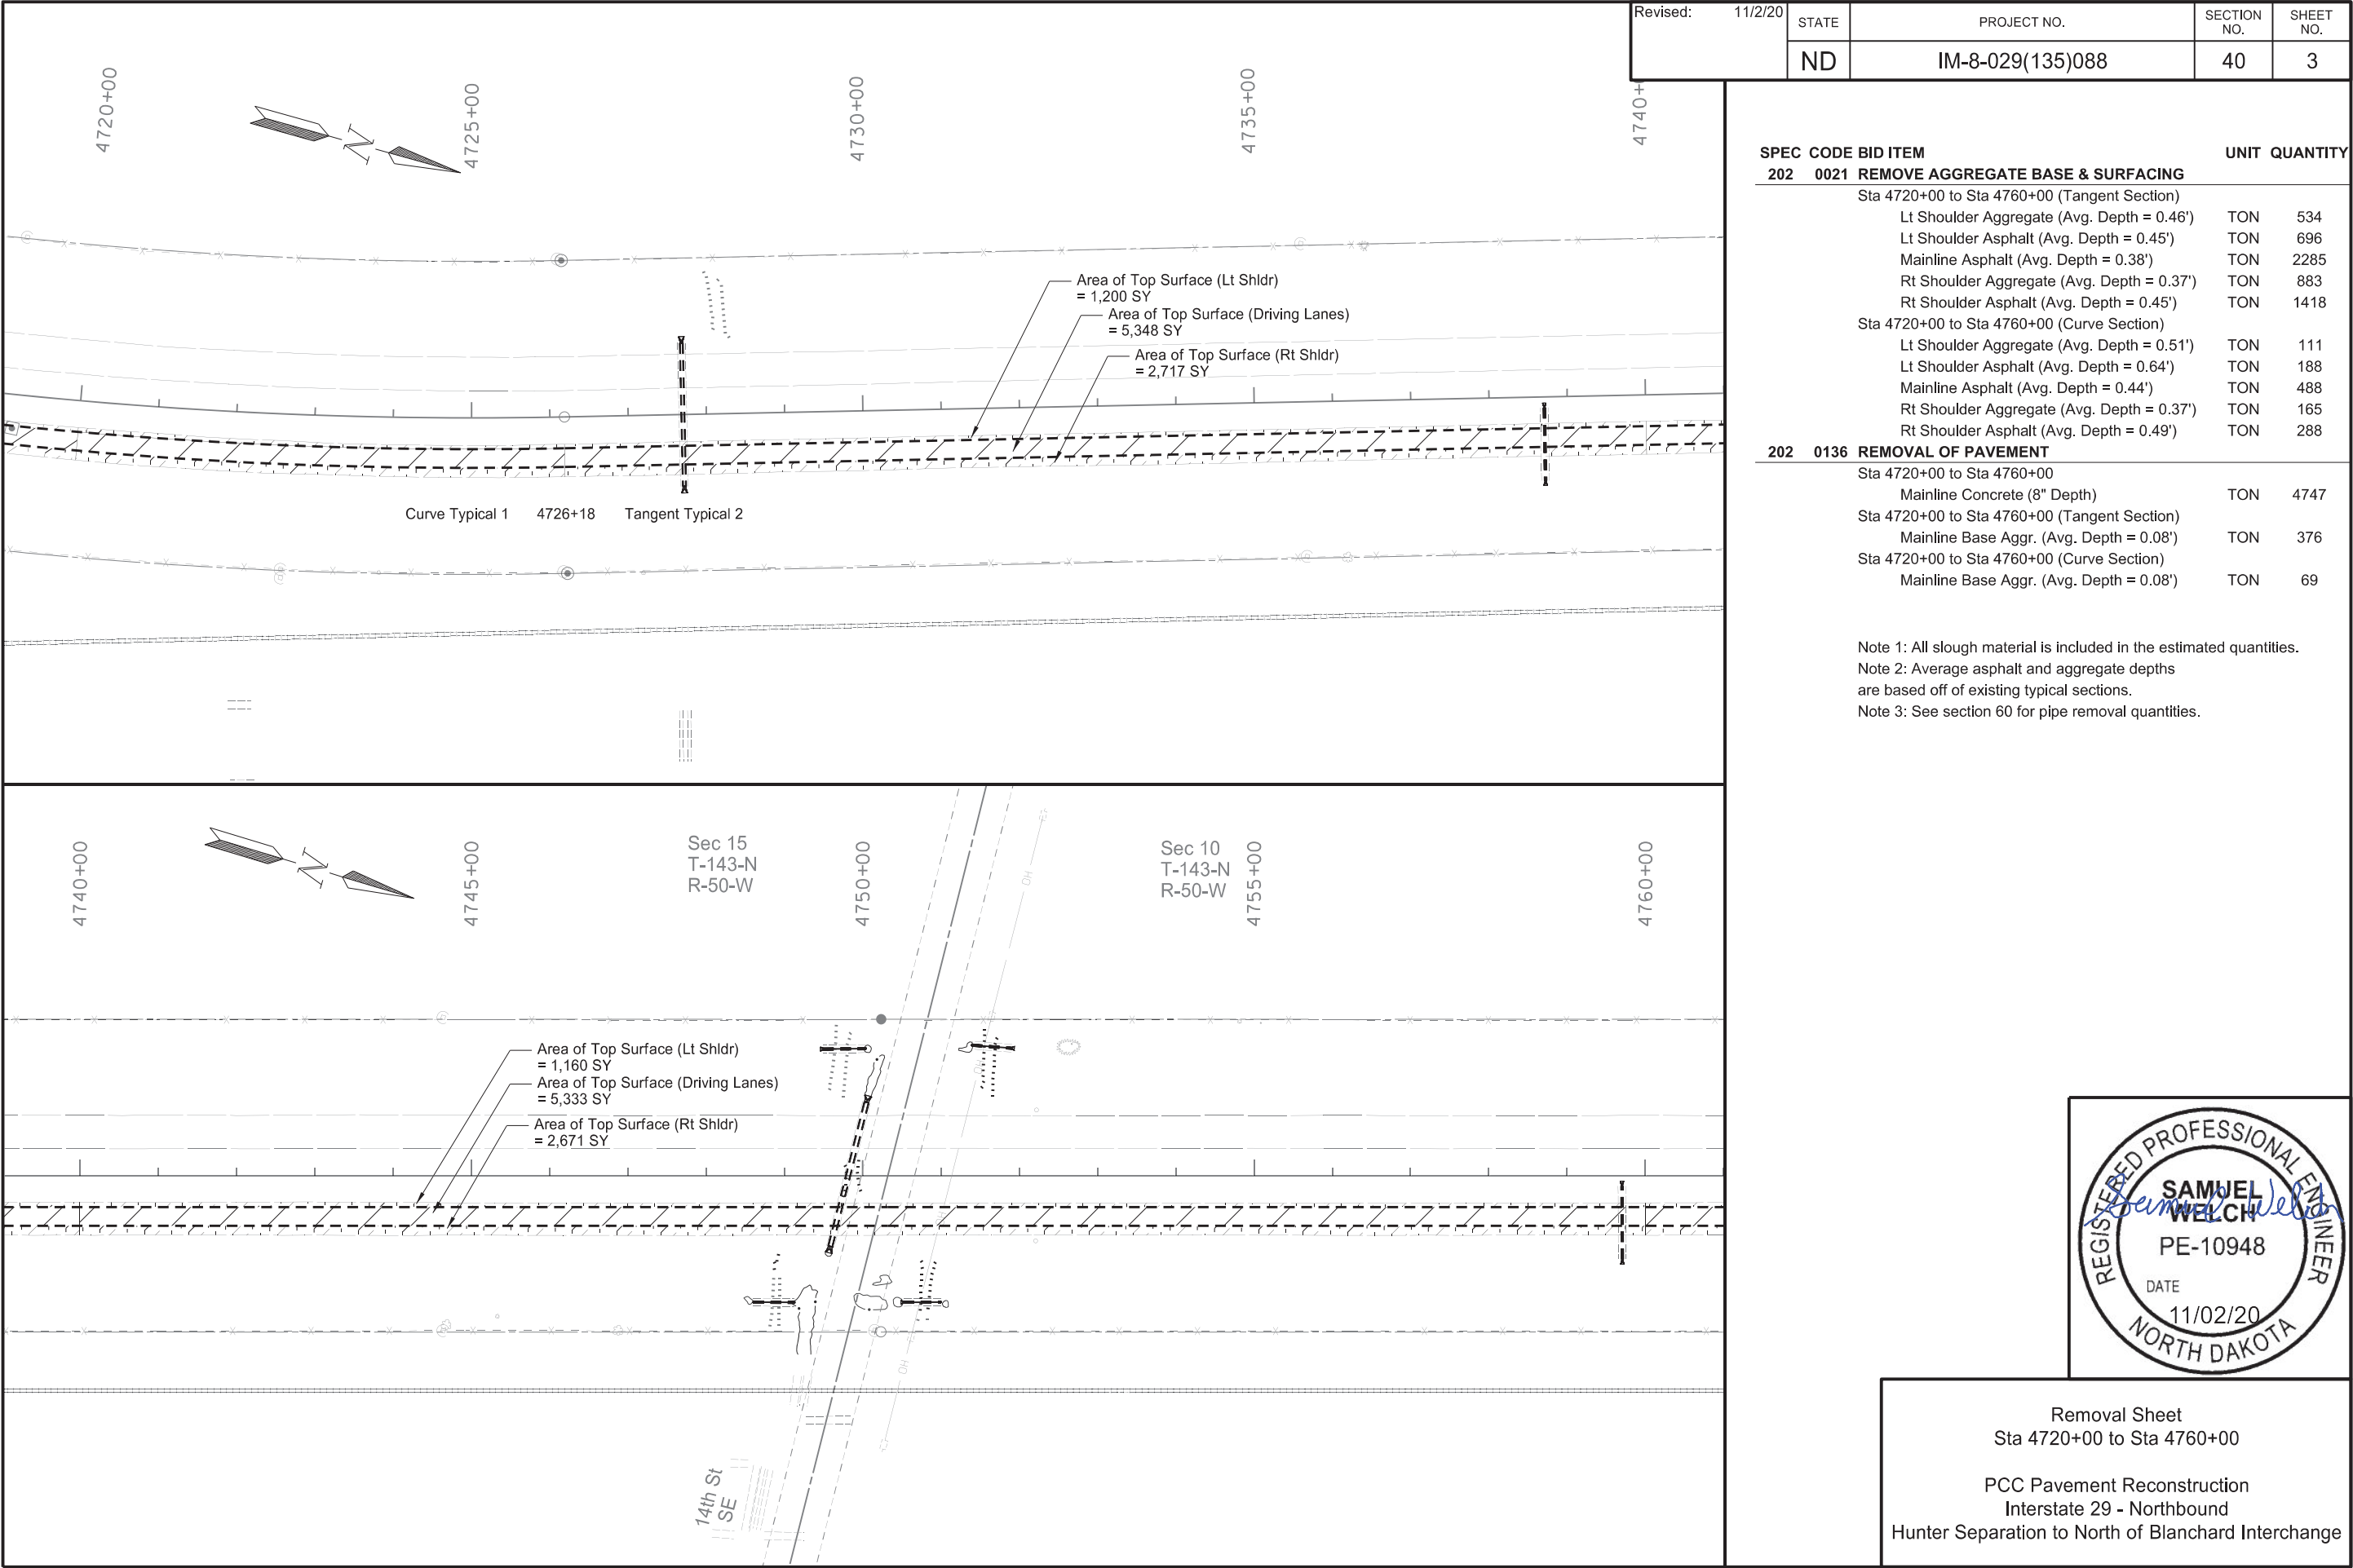 Revised: 11/2/20
STATE PROJECT NO. SECTION NO. SHEET NO.
ND IM-8-029(135)088 40 3
4720+00
4725+00
4730+00
4735+00
4740+
N
Area of Top Surface (Lt Shldr)
= 1,200 SY
Area of Top Surface (Driving Lanes)
= 5,348 SY
Area of Top Surface (Rt Shldr)
= 2,717 SY
Curve Typical 1 4726+18 Tangent Typical 2
SPEC CODE BID ITEM UNIT QUANTITY
202 0021 REMOVE AGGREGATE BASE & SURFACING
Sta 4720+00 to Sta 4760+00 (Tangent Section)
Lt Shoulder Aggregate (Avg. Depth = 0.46') TON 534
Lt Shoulder Asphalt (Avg. Depth = 0.45') TON 696
Mainline Asphalt (Avg. Depth = 0.38') TON 2285
Rt Shoulder Aggregate (Avg. Depth = 0.37') TON 883
Rt Shoulder Asphalt (Avg. Depth = 0.45') TON 1418
Sta 4720+00 to Sta 4760+00 (Curve Section)
Lt Shoulder Aggregate (Avg. Depth = 0.51') TON 111
Lt Shoulder Asphalt (Avg. Depth = 0.64') TON 188
Mainline Asphalt (Avg. Depth = 0.44') TON 488
Rt Shoulder Aggregate (Avg. Depth = 0.37') TON 165
Rt Shoulder Asphalt (Avg. Depth = 0.49') TON 288
202 0136 REMOVAL OF PAVEMENT
Sta 4720+00 to Sta 4760+00
Mainline Concrete (8" Depth) TON 4747
Sta 4720+00 to Sta 4760+00 (Tangent Section)
Mainline Base Aggr. (Avg. Depth = 0.08') TON 376
Sta 4720+00 to Sta 4760+00 (Curve Section)
Mainline Base Aggr. (Avg. Depth = 0.08') TON 69
Note 1: All slough material is included in the estimated quantities.
Note 2: Average asphalt and aggregate depths
are based off of existing typical sections.
Note 3: See section 60 for pipe removal quantities.
4740+00
4745+00
4750+00
4755+00
4760+00
N
Sec 15
T-143-N
R-50-W
Sec 10
T-143-N
R-50-W
OH
OH
OH
Area of Top Surface (Lt Shldr)
= 1,160 SY
Area of Top Surface (Driving Lanes)
= 5,333 SY
Area of Top Surface (Rt Shldr)
= 2,671 SY
14th St
SE
REGISTERED PROFESSIONAL ENGINEER
SAMUEL
WELCH
Samuel Welch
PE-10948
DATE
11/02/20
NORTH DAKOTA
Removal Sheet
Sta 4720+00 to Sta 4760+00
PCC Pavement Reconstruction
Interstate 29 - Northbound
Hunter Separation to North of Blanchard Interchange